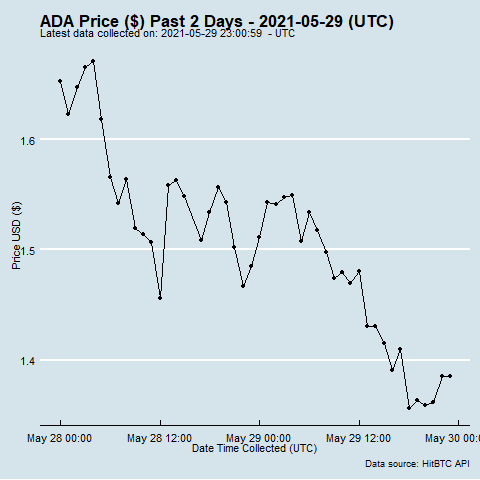 ADA Price ($) Past 2 Days - 2021-05-29 (UTC)
Latest data collected on: 2021-05-29 23:00:59 - UTC
1.6
1.5
1.4
Price USD ($)
May 28 00:00 May 28 12:00 May 29 00:00 May 29 12:00 May 30 00:0
Date Time Collected (UTC)
Data source: HitBTC API